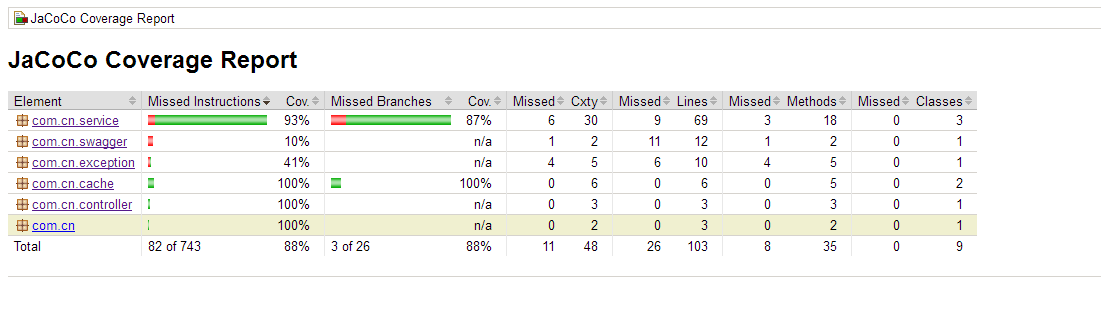 JaCoCo Coverage Report
JaCoCo Coverage Report
Element Missed Instructions Cov. Missed Branches Cov. Missed Cxty Missed Lines Missed Methods Missed Classes
com.cn.service 93% 87% 6 30 9 69 3 18 0 3
com.cn.swagger 10% n/a 1 2 11 12 1 2 0 1
com.cn.exception 41% n/a 4 5 6 10 4 5 0 1
com.cn.cache 100% 100% 0 6 0 6 0 5 0 2
com.cn.controller 100% n/a 0 3 0 3 0 3 0 1
com.cn 100% n/a 0 2 0 3 0 2 0 1
Total 82 of 743 88% 3 of 26 88% 11 48 26 103 8 35 0 9